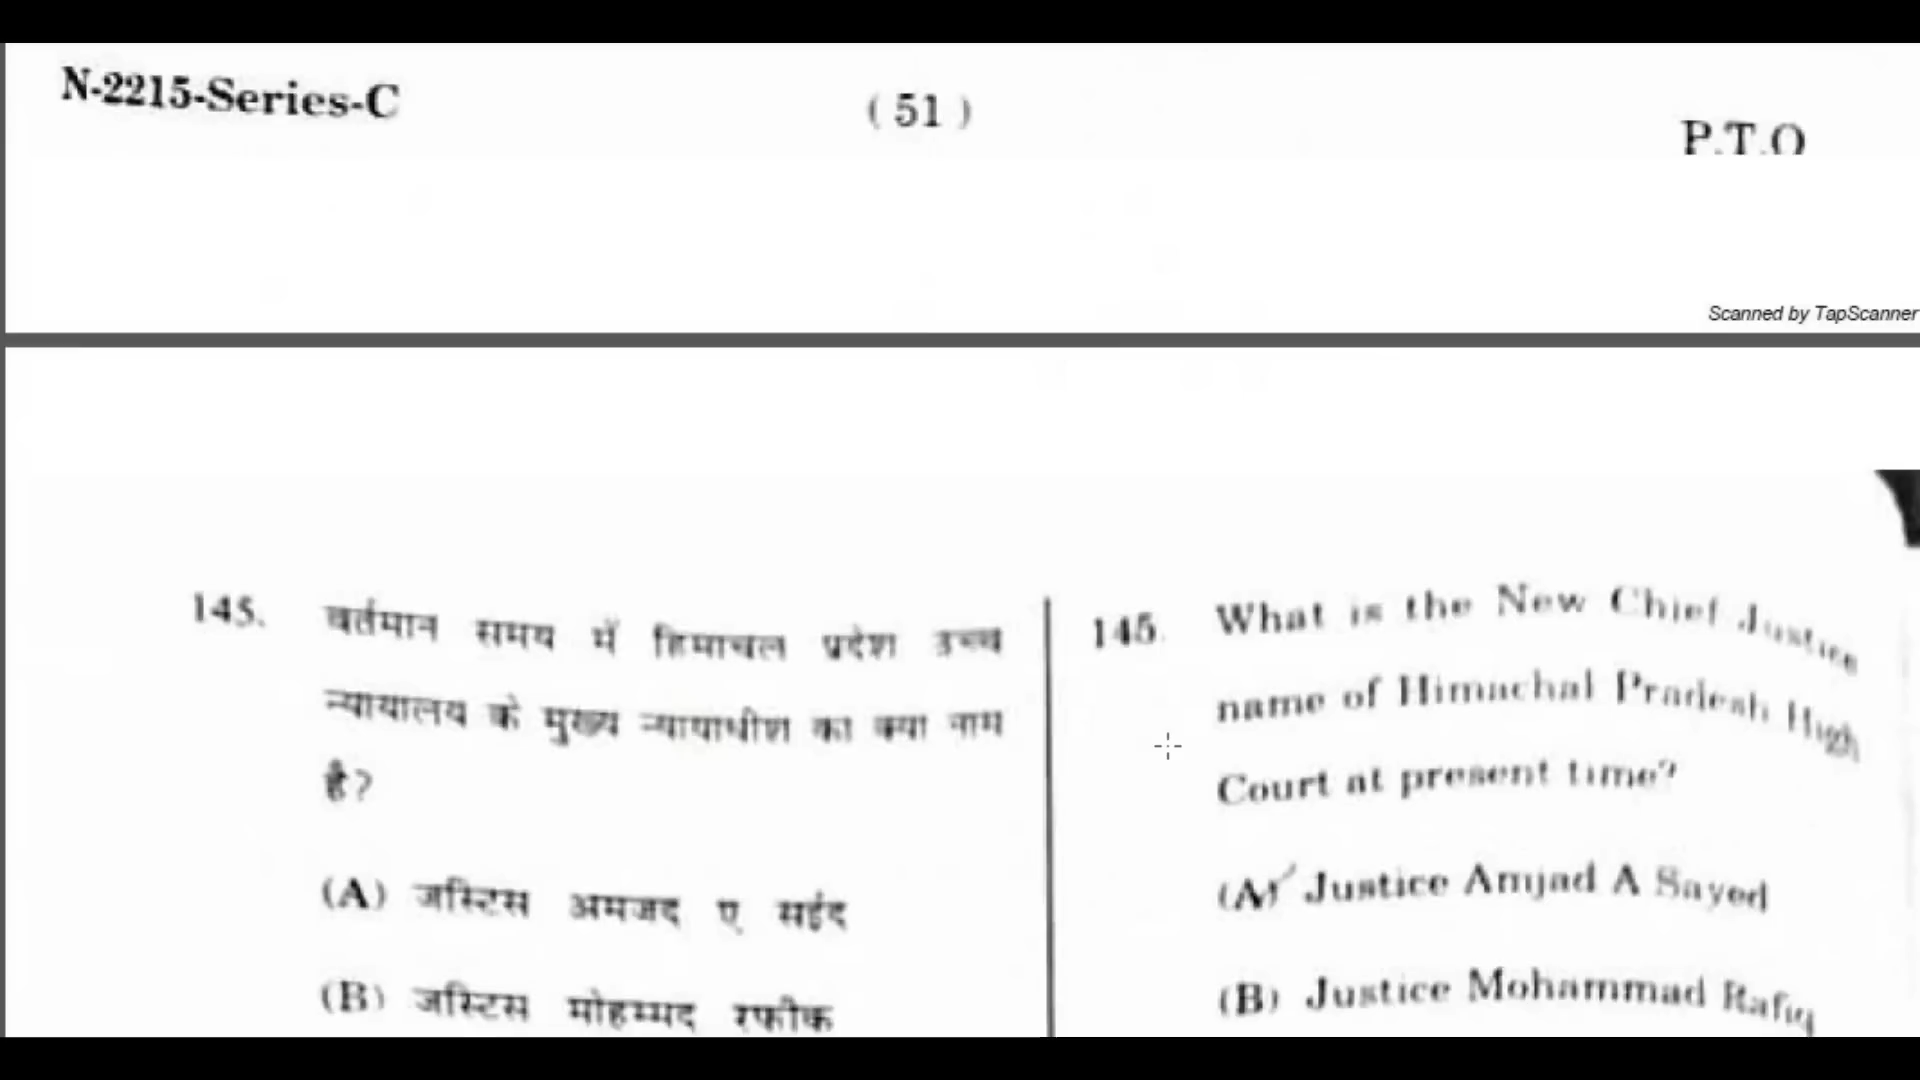 N-2215-Series-C
( 51 )
P.T.O
Scanned by TapScanner
145. वर्तमान समय में हिमाचल प्रदेश उच्च
न्यायालय के मुख्य न्यायाधीश का क्या नाम
है?
(A) जस्टिस अमजद ए सईद
(B) जस्टिस मोहम्मद रफीक
145. What is the New Chief Justice
name of Himachal Pradesh High
Court at present time?
(A) Justice Amjad A Sayed
(B) Justice Mohammad Rafiq